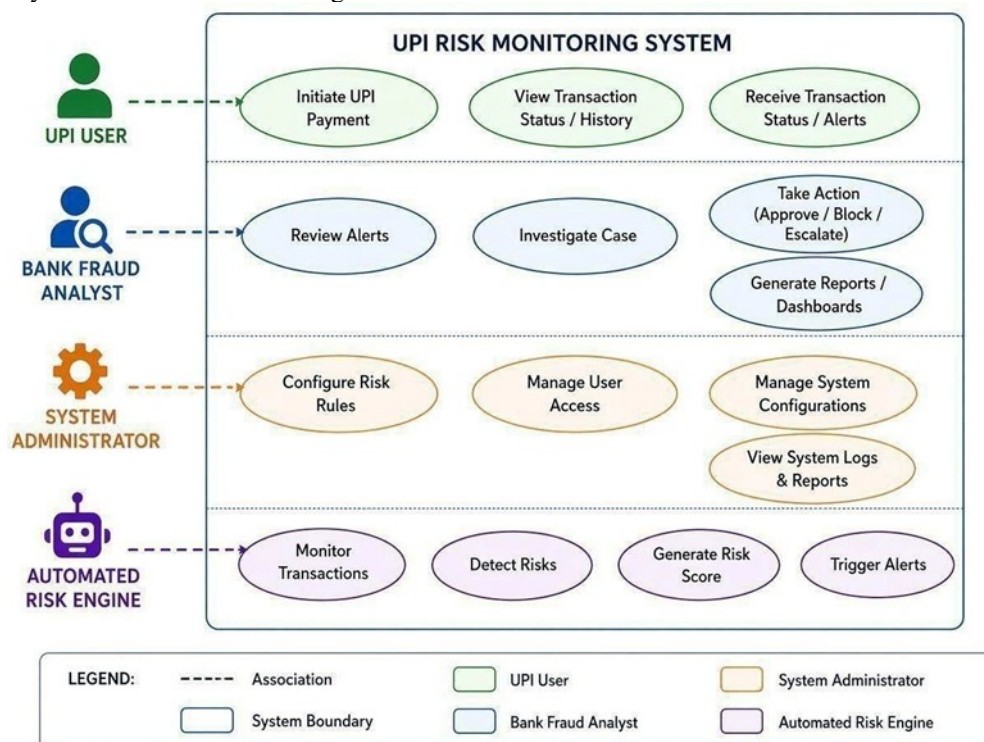 UPI RISK MONITORING SYSTEM
UPI USER
Initiate UPI
Payment
View Transaction
Status / History
Receive Transaction
Status / Alerts
BANK FRAUD
ANALYST
Review Alerts
Investigate Case
Take Action
(Approve / Block /
Escalate)
Generate Reports /
Dashboards
SYSTEM
ADMINISTRATOR
Configure Risk
Rules
Manage User
Access
Manage System
Configurations
View System Logs
& Reports
AUTOMATED
RISK ENGINE
Monitor
Transactions
Detect Risks
Generate Risk
Score
Trigger Alerts
LEGEND:
Association
UPI User
System Administrator
System Boundary
Bank Fraud Analyst
Automated Risk Engine